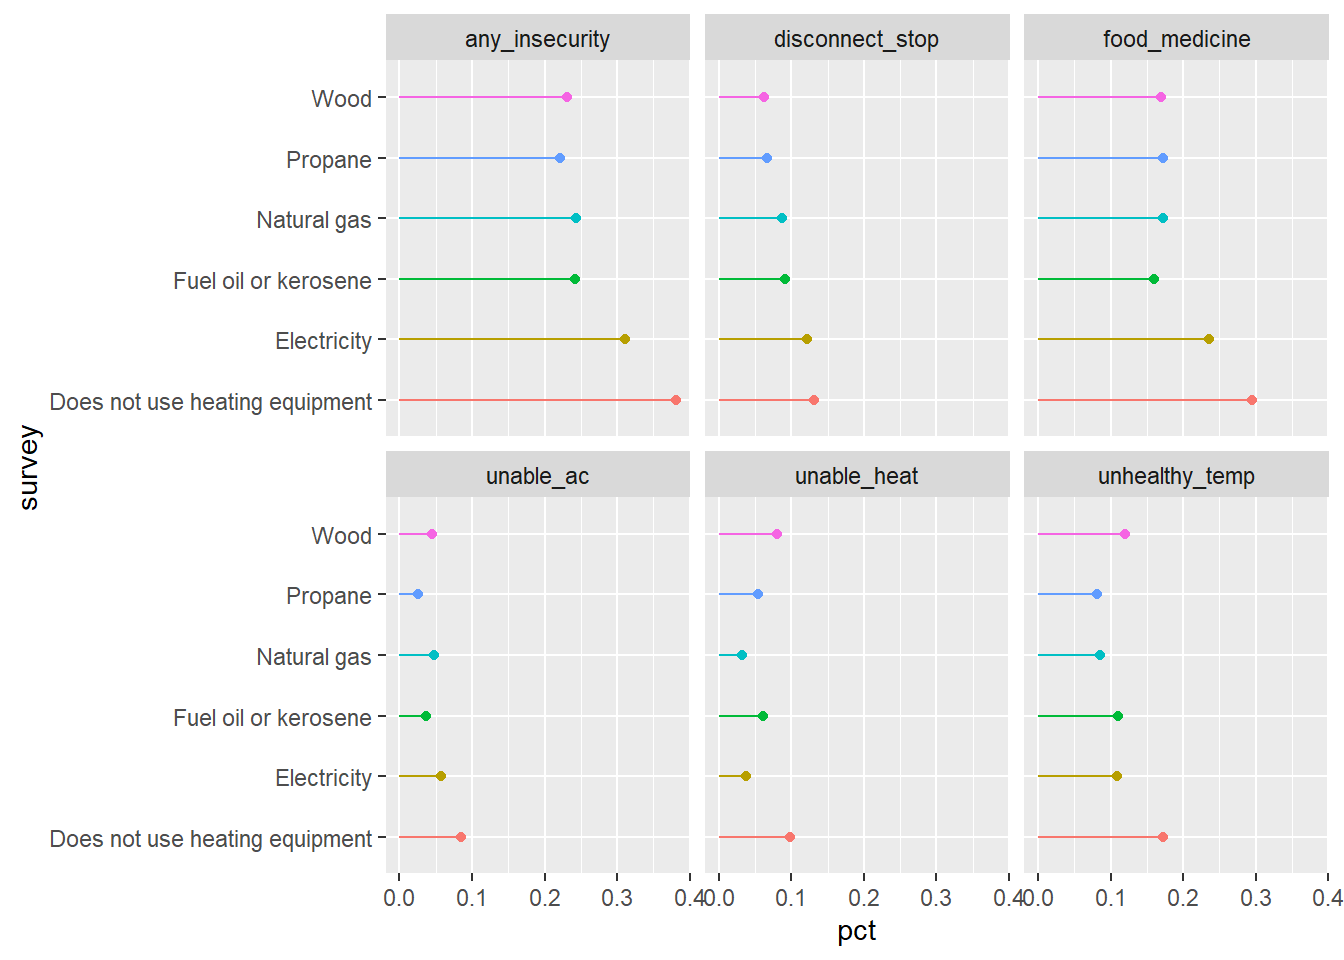 any_insecurity disconnect_stop food_medicine
Wood
Propane
Natural gas
Fuel oil or kerosene
Electricity
Does not use heating equipment
survey
unable_ac unable_heat unhealthy_temp
Wood
Propane
Natural gas
Fuel oil or kerosene
Electricity
Does not use heating equipment
0.0 0.1 0.2 0.3 0.4 0.0 0.1 0.2 0.3 0.4 0.0 0.1 0.2 0.3 0.4
pct